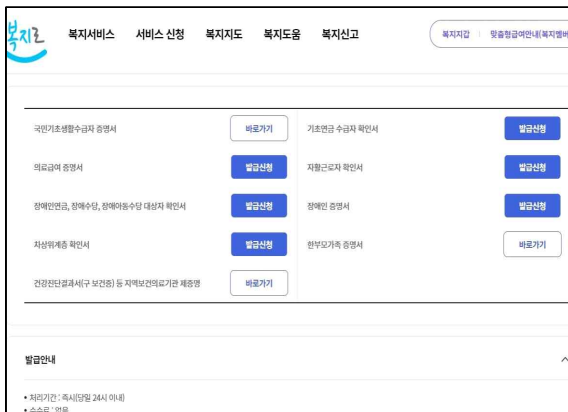 복지로
복지서비스 서비스 신청 복지지도 복지도움 복지신고 복지지갑 맞춤형급여안내(복지멤버
국민기초생활수급자 증명서 바로가기 기초연금 수급자 확인서 발급신청
의료급여 증명서 발급신청 자활근로자 확인서 발급신청
장애인연금, 장애수당, 장애아동수당 대상자 확인서 발급신청 장애인 증명서 발급신청
차상위계층 확인서 발급신청 한부모가족 증명서 바로가기
건강진단결과서(구 보건증) 등 지역보건의료기관 제증명 바로가기
발급안내
• 처리기간 : 즉시(당일 24시 이내)
• 수수료 : 없음